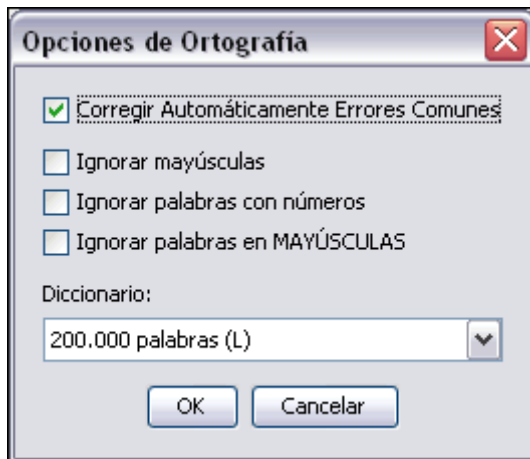 Opciones de Ortografía
Corregir Automáticamente Errores Comunes
Ignorar mayúsculas
Ignorar palabras con números
Ignorar palabras en MAYÚSCULAS
Diccionario:
200.000 palabras (L)
OK Cancelar